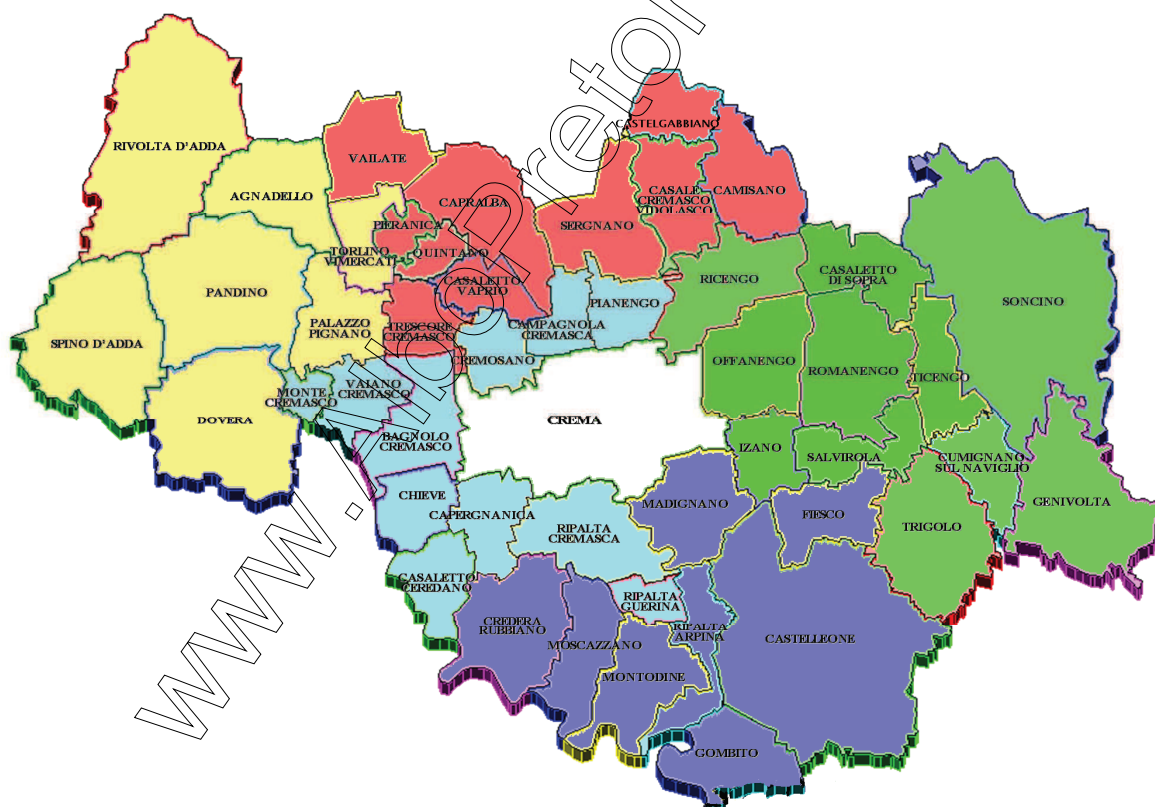 CASTELGABBIANO
RIVOLTA D'ADDA
VAILATE
AGNADELLO
CAPRALBA
CASALE
CREMASCO
VIDOLASCO
CAMISANO
PIERANICA
SERGNANO
TORLINO
VIMERCATI
QUINTANO
RICENGO
CASALETTO
DI SOPRA
CASALETTO
VAPRIO
PANDINO
PIANENGO
SONCINO
PALAZZO
PIGNANO
TRESCORE
CREMASCO
CAMPAGNOLA
CREMASCA
SPINO D'ADDA
CREMOSANO
OFFANENGO
ROMANENGO
TICENGO
MONTE
CREMASCO
VAIANO
CREMASCO
DOVERA
CREMA
BAGNOLO
CREMASCO
IZANO
SALVIROLA
CUMIGNANO
SUL NAVIGLIO
CHIEVE
CAPERGNANICA
MADIGNANO
FIESCO
GENIVOLTA
RIPALTA
CREMASCA
TRIGOLO
CASALETTO
CEREDANO
RIPALTA
GUERINA
CREDERA
RUBBIANO
RIPALTA
ARPINA
MOSCAZZANO
CASTELLEONE
MONTODINE
GOMBITO